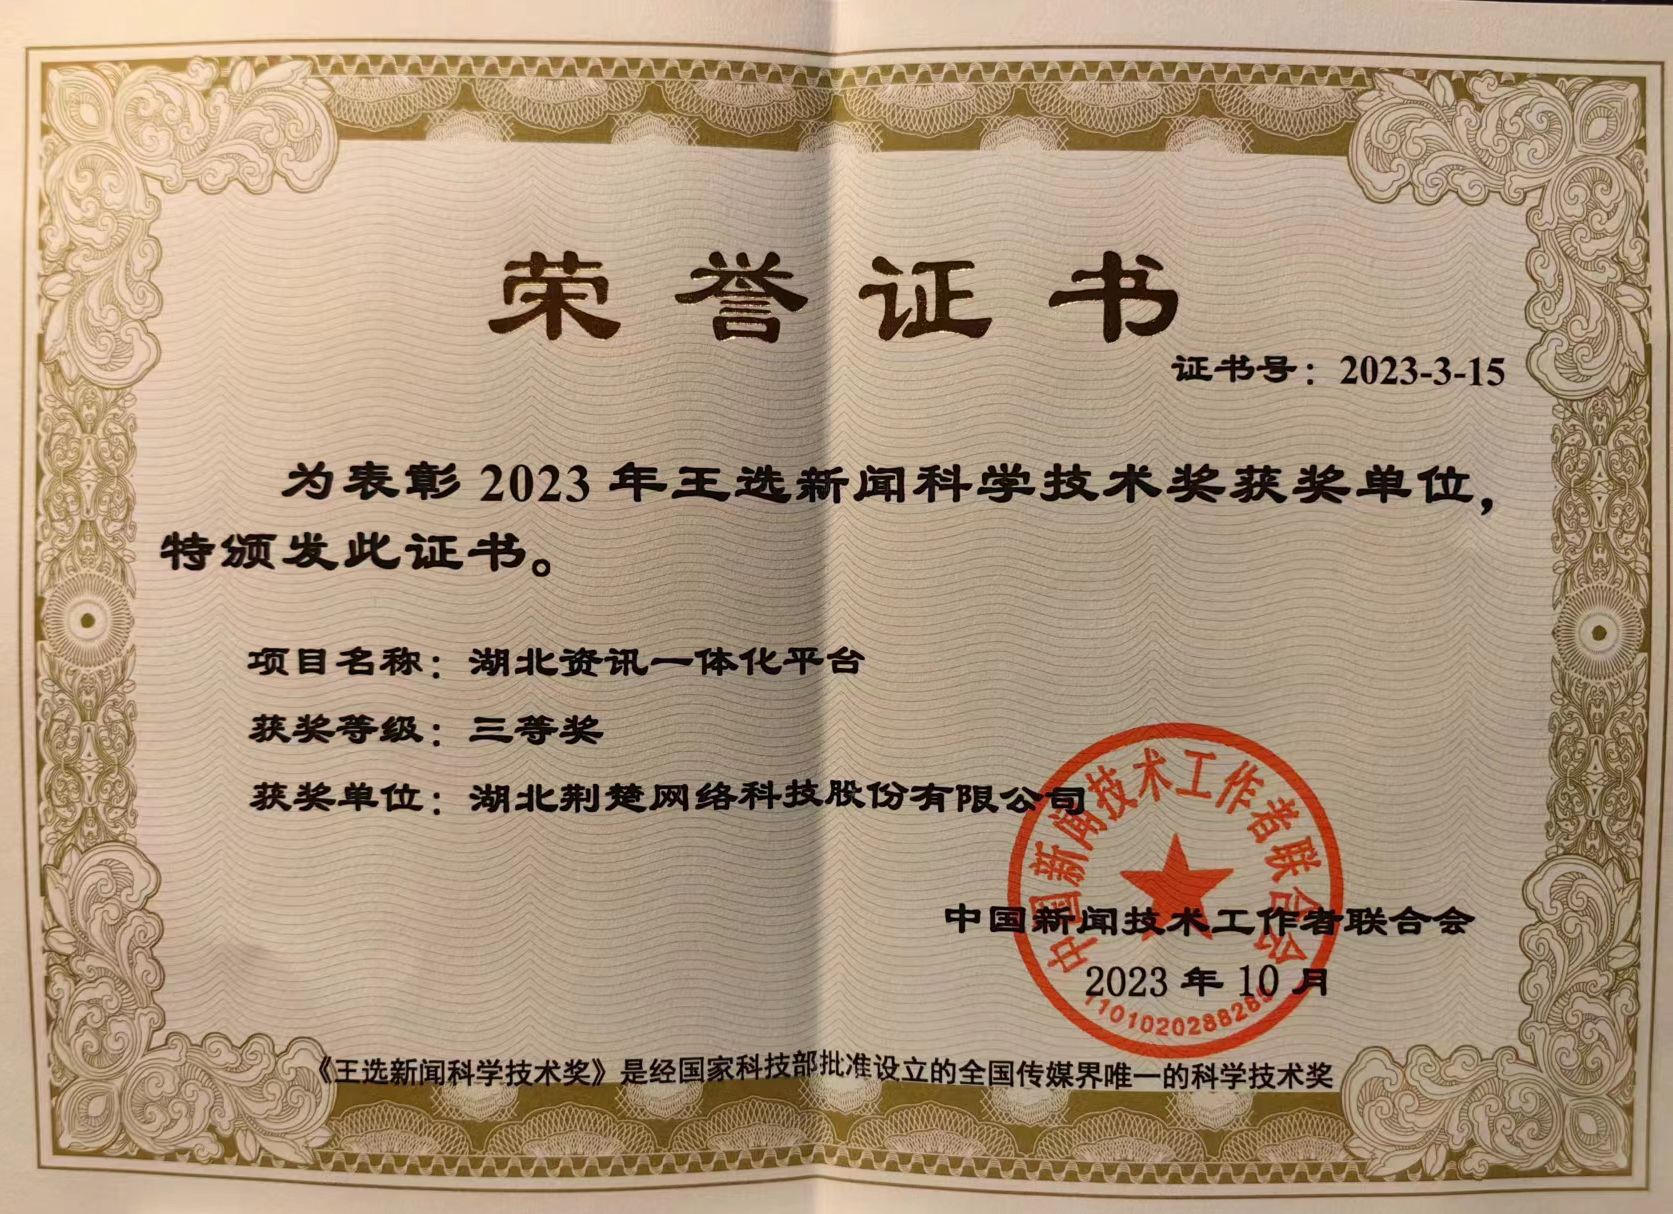 荣誉证书
证书号：2023-3-15
为表彰2023年王选新闻科学技术奖获奖单位，
特颁发此证书。
项目名称：湖北资讯一体化平台
获奖等级：三等奖
获奖单位：湖北荆楚网络科技股份有限公司
中国新闻技术工作者联合会
中国新闻技术工作者联合会
2023年10月
《王选新闻科学技术奖》是经国家科技部批准设立的全国传媒界唯一的科学技术奖